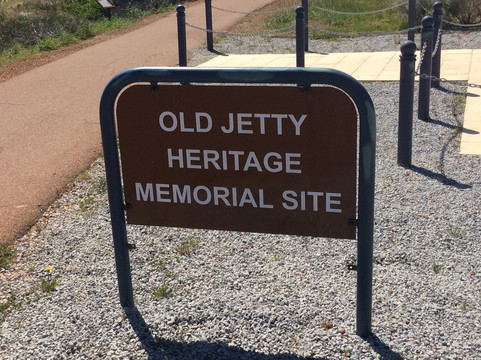 OLD JETTY
HERITAGE
MEMORIAL SITE